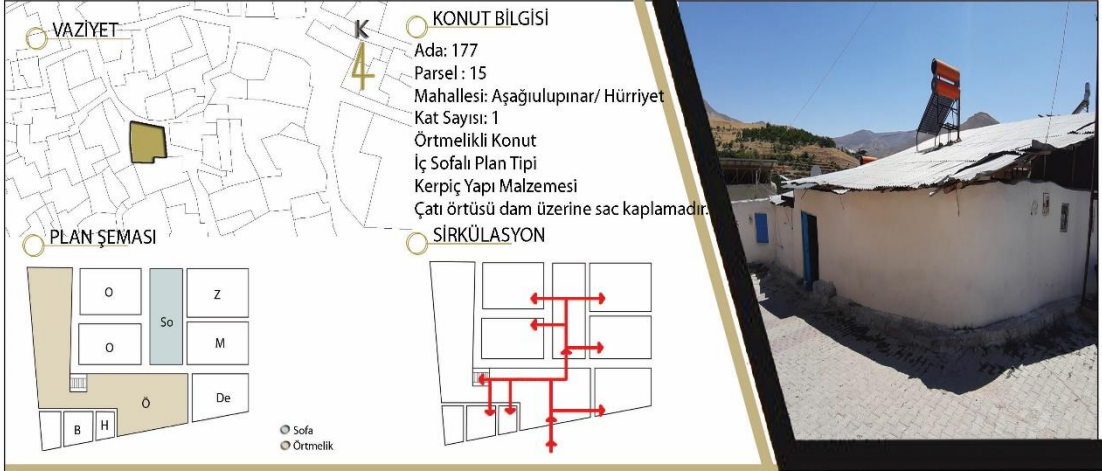 VAZİYET
K
KONUT BİLGİSİ
Ada: 177
Parsel : 15
Mahallesi: Aşağıulupınar/ Hürriyet
Kat Sayısı: 1
Örtmelikli Konut
İç Sofalı Plan Tipi
Kerpiç Yapı Malzemesi
Çatı örtüsü dam üzerine sac kaplamadır.
PLAN ŞEMASI
O
So
Z
O
M
Ö
De
B
H
Sofa
Örtmelik
SİRKÜLASYON